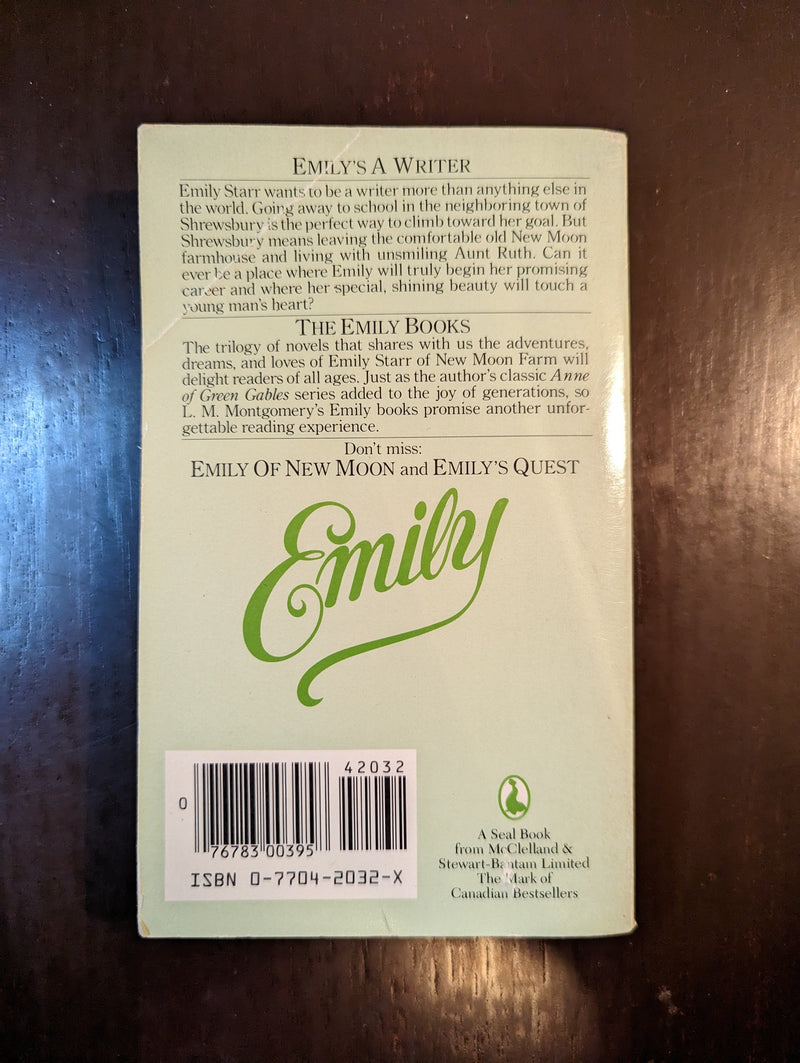 EMILY'S A WRITER
Emily Starr wants to be a writer more than anything else in
the world. Going away to school in the neighboring town of
Shrewsbury is the perfect way to climb toward her goal. But
Shrewsbury means leaving the comfortable old New Moon
farmhouse and living with unsmiling Aunt Ruth. Can it
ever be a place where Emily will truly begin her promising
career and where her special, shining beauty will touch a
young man's heart?
THE EMILY BOOKS
The trilogy of novels that shares with us the adventures,
dreams, and loves of Emily Starr of New Moon Farm will
delight readers of all ages. Just as the author's classic Anne
of Green Gables series added to the joy of generations, so
L. M. Montgomery's Emily books promise another unfor-
gettable reading experience.
Don't miss:
EMILY OF NEW MOON and EMILY'S QUEST
Emily
42032
0
76783 00395
ISBN 0-7704-2032-X
A Seal Book
from McClelland &
Stewart-Bantam Limited
The Mark of
Canadian Bestsellers